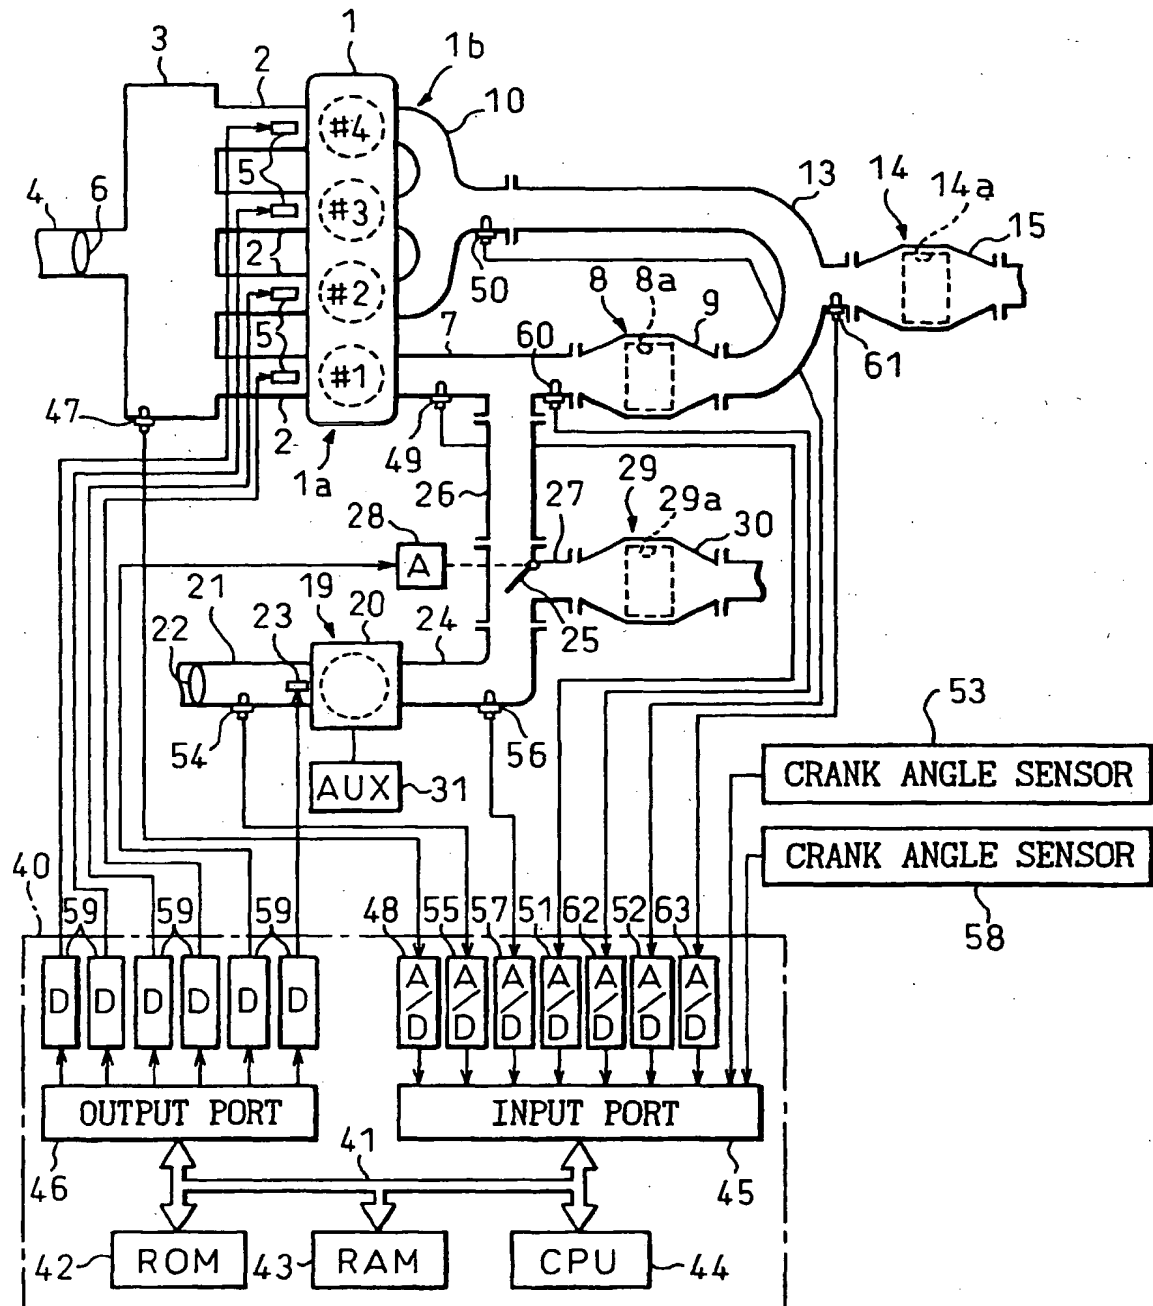 1
3
2
1b
10
#4
13
14
14a
15
4
6
5
#3
2
50
#2
8
8a
9
7
60
5
61
#1
47
2
49
1a
26
27
29
29a
30
28
A
21
19
20
24
22
23
25
54
56
53
AUX
31
CRANK ANGLE SENSOR
CRANK ANGLE SENSOR
58
40
59
59
59
48
55
57
51
62
52
63
D
D
D
D
D
D
A/D
A/D
A/D
A/D
A/D
A/D
A/D
OUTPUT PORT
INPUT PORT
46
41
45
42
ROM
43
RAM
CPU
44